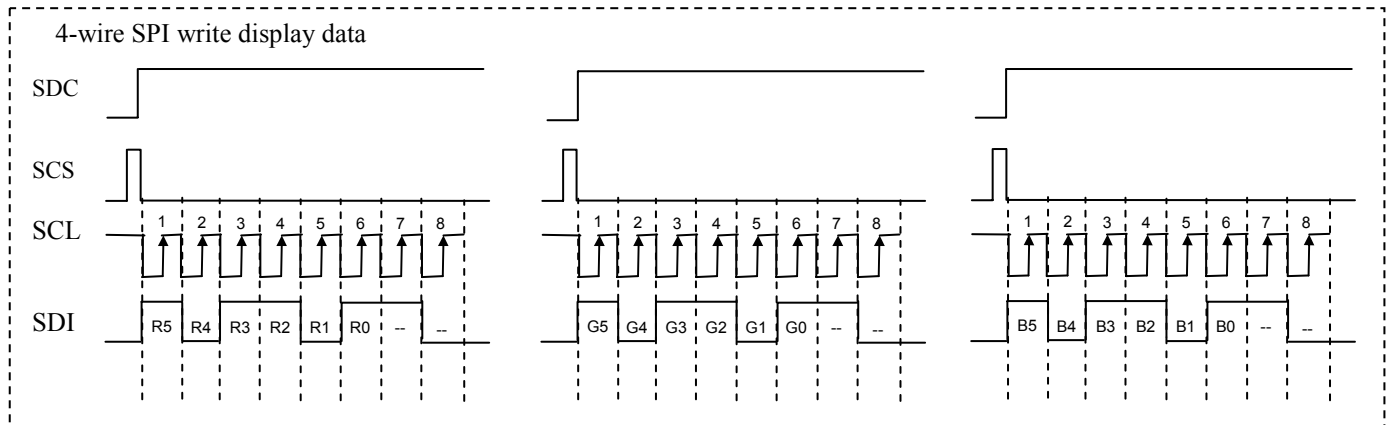 4-wire SPI write display data
SDC
SCS
SCL 1 2 3 4 5 6 7 8 1 2 3 4 5 6 7 8 1 2 3 4 5 6 7 8
SDI R5 R4 R3 R2 R1 R0 -- -- G5 G4 G3 G2 G1 G0 -- -- B5 B4 B3 B2 B1 B0 -- --